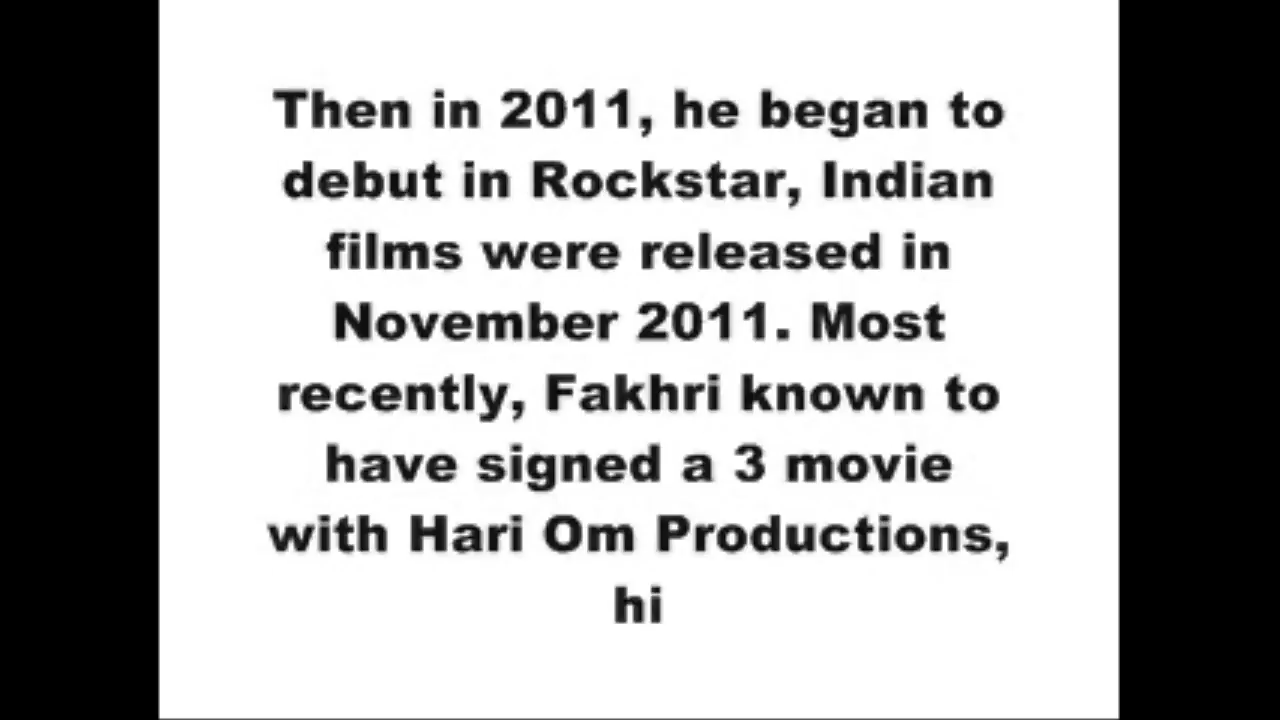 Then in 2011, he began to
debut in Rockstar, Indian
films were released in
November 2011. Most
recently, Fakhri known to
have signed a 3 movie
with Hari Om Productions,
hi